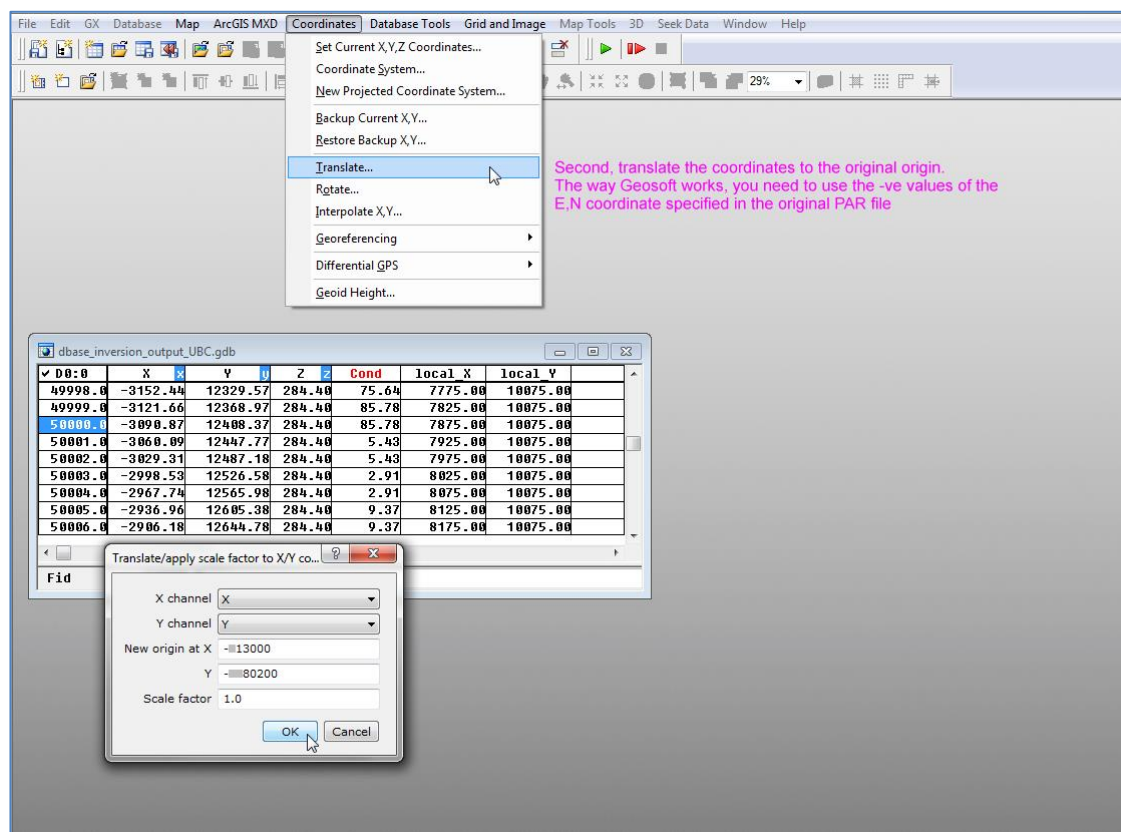 File Edit GX Database Map ArcGIS MXD Coordinates Database Tools Grid and Image Map Tools 3D Seek Data Window Help
29%
Set Current X,Y,Z Coordinates...
Coordinate System...
New Projected Coordinate System...
Backup Current X,Y...
Restore Backup X,Y...
Translate...
Rotate...
Interpolate X,Y...
Georeferencing
Differential GPS
Geoid Height...
Second, translate the coordinates to the original origin.
The way Geosoft works, you need to use the -ve values of the
E,N coordinate specified in the original PAR file
dbase_inversion_output_UBC.gdb
✓ D0:0 X x Y y Z z Cond local_X local_Y
49998.0 -3152.44 12329.57 284.40 75.64 7775.00 10075.00
49999.0 -3121.66 12368.97 284.40 85.78 7825.00 10075.00
50000.0 -3090.87 12408.37 284.40 85.78 7875.00 10075.00
50001.0 -3060.09 12447.77 284.40 5.43 7925.00 10075.00
50002.0 -3029.31 12487.18 284.40 5.43 7975.00 10075.00
50003.0 -2998.53 12526.58 284.40 2.91 8025.00 10075.00
50004.0 -2967.74 12565.98 284.40 2.91 8075.00 10075.00
50005.0 -2936.96 12605.38 284.40 9.37 8125.00 10075.00
50006.0 -2906.18 12644.78 284.40 9.37 8175.00 10075.00
Fid
Translate/apply scale factor to X/Y co...
X channel X
Y channel Y
New origin at X - 13000
Y - 80200
Scale factor 1.0
OK Cancel